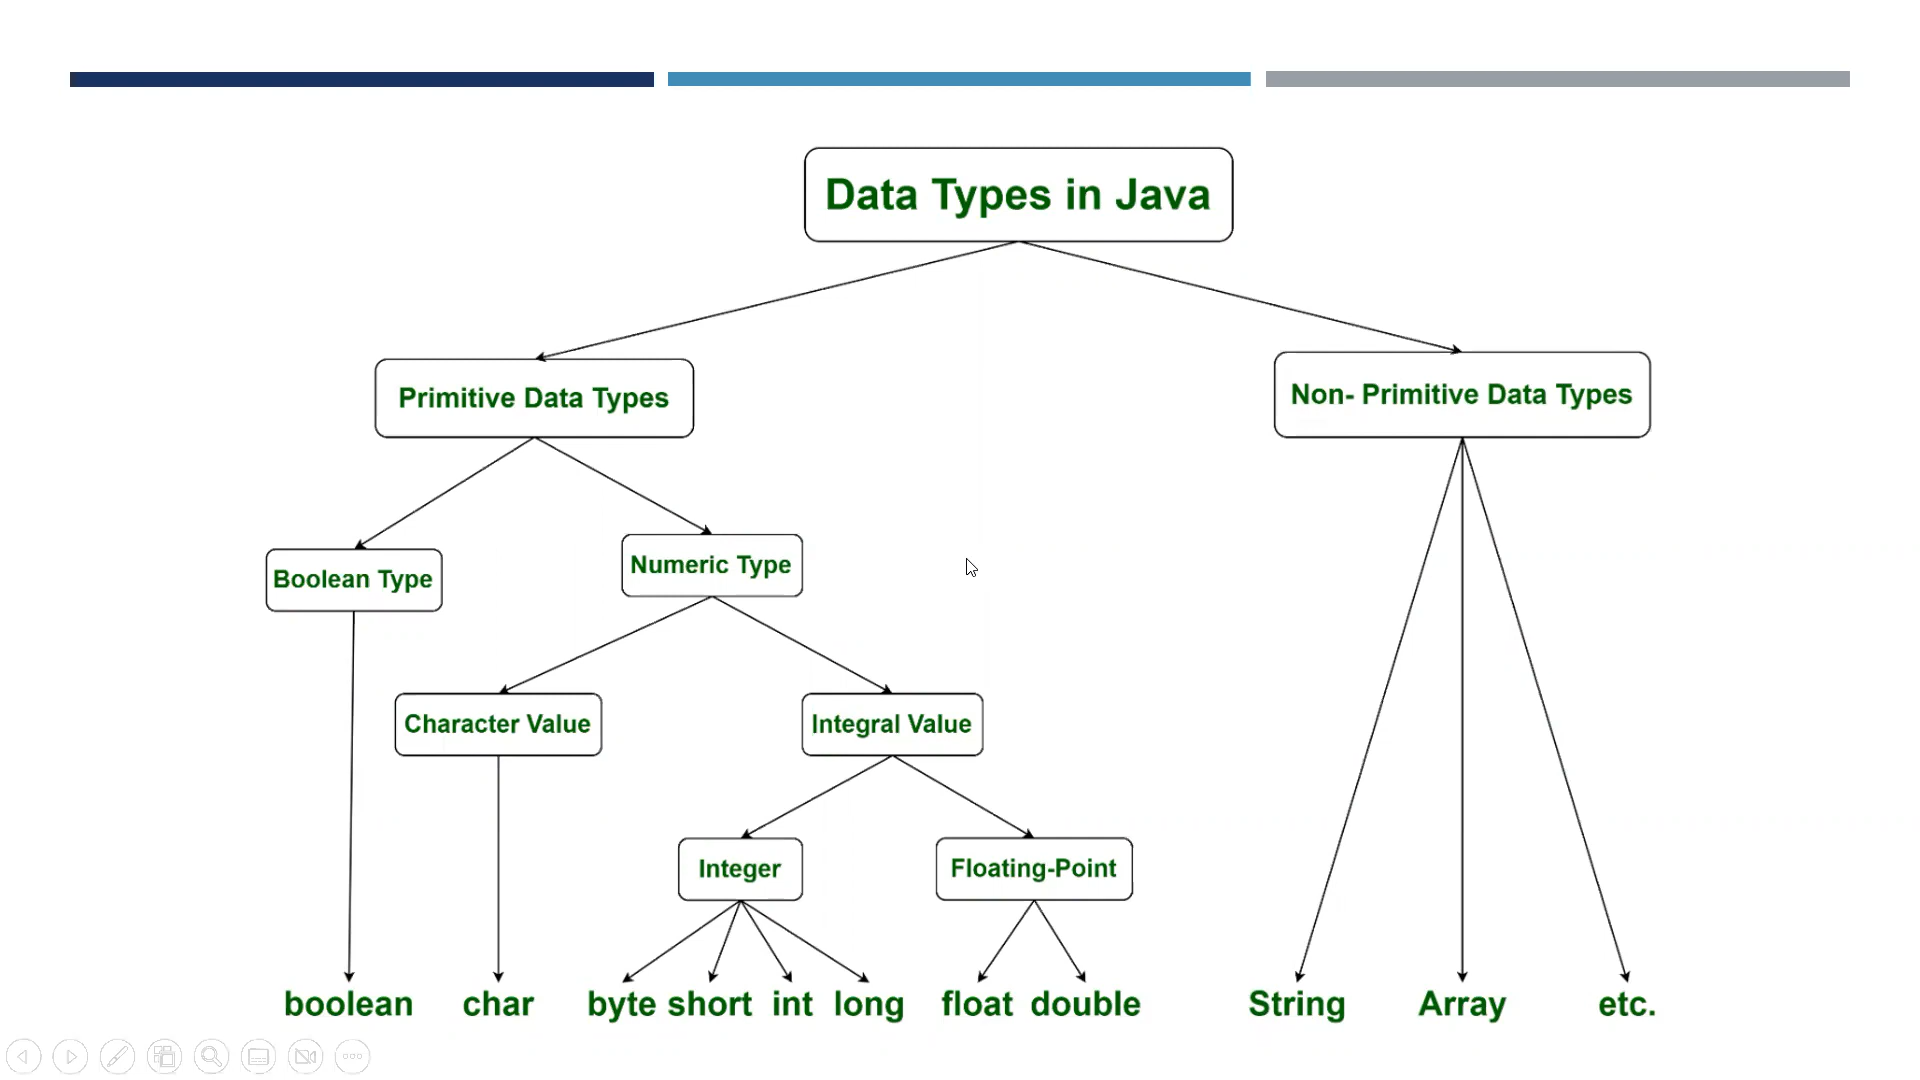 Data Types in Java
Primitive Data Types
Non- Primitive Data Types
Boolean Type
Numeric Type
Character Value
Integral Value
Integer
Floating-Point
boolean
char
byte
short
int
long
float
double
String
Array
etc.